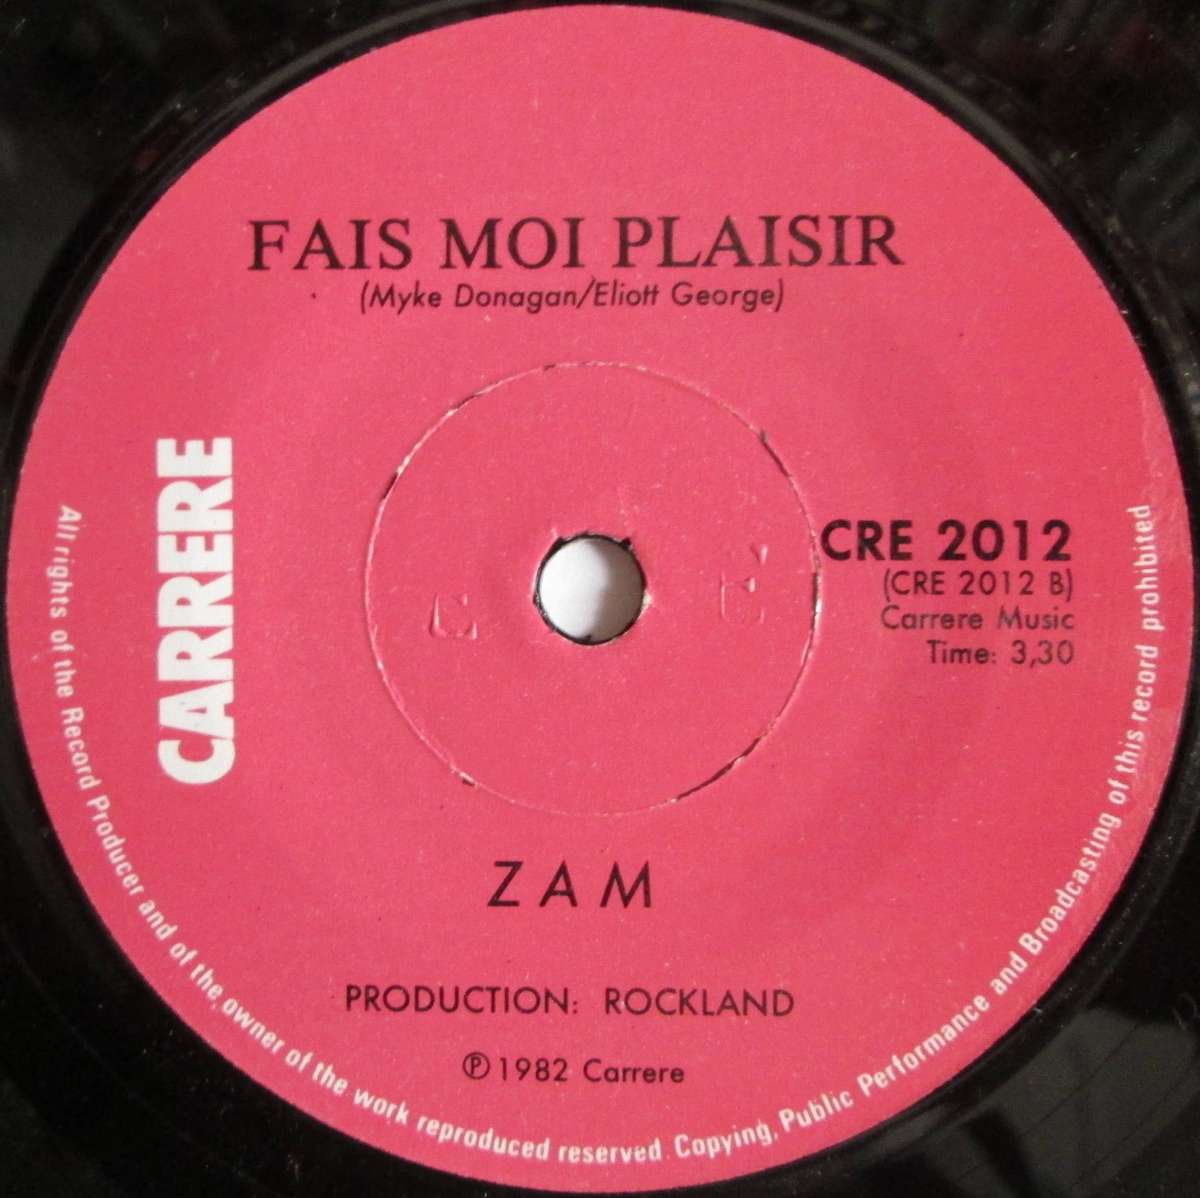 FAIS MOI PLAISIR
(Myke Donagan/Eliott George)
CARRERE
CRE 2012
(CRE 2012 B)
Carrere Music
Time: 3,30
ZAM
PRODUCTION: ROCKLAND
℗ 1982 Carrere
All rights of the Record Producer and of the owner of the work reproduced reserved. Copying, Public Performance and Broadcasting of this record prohibited